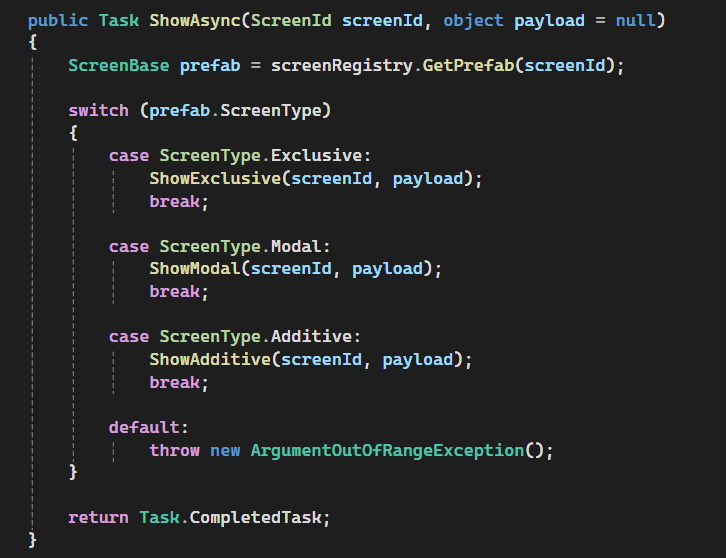 public Task ShowAsync(ScreenId screenId, object payload = null)
{
ScreenBase prefab = screenRegistry.GetPrefab(screenId);
switch (prefab.ScreenType)
{
case ScreenType.Exclusive:
ShowExclusive(screenId, payload);
break;
case ScreenType.Modal:
ShowModal(screenId, payload);
break;
case ScreenType.Additive:
ShowAdditive(screenId, payload);
break;
default:
throw new ArgumentOutOfRangeException();
}
return Task.CompletedTask;
}